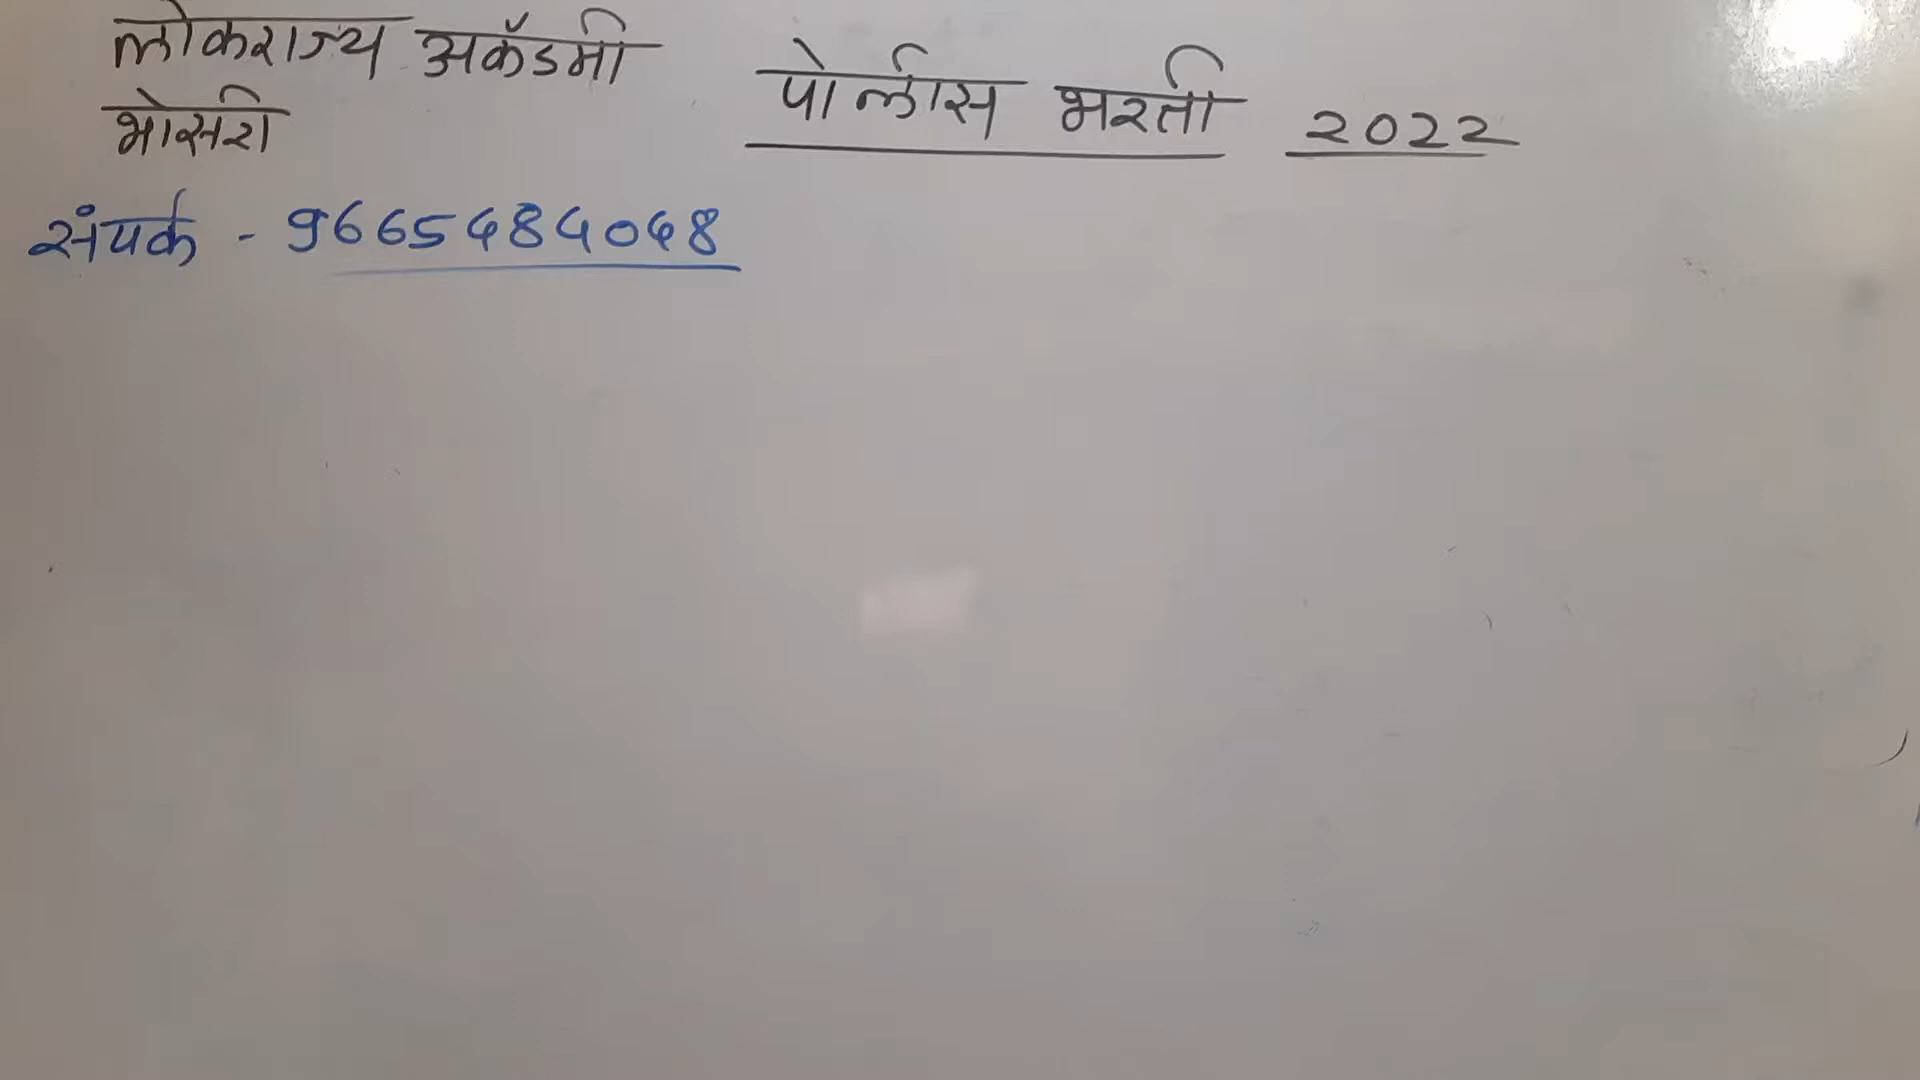 लोकराज्य अकॅडमी
भोसरी
पोलीस भरती 2022
संपर्क - 9665484048